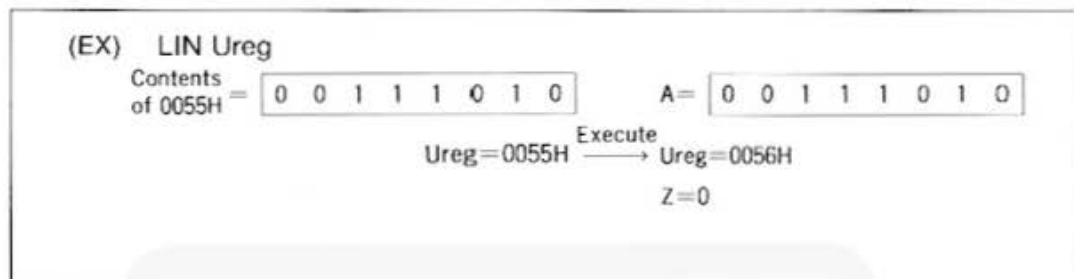 (EX) LIN Ureg
Contents of 0055H = 0 0 1 1 1 0 1 0 A= 0 0 1 1 1 0 1 0
Ureg=0055H Execute → Ureg=0056H
Z=0